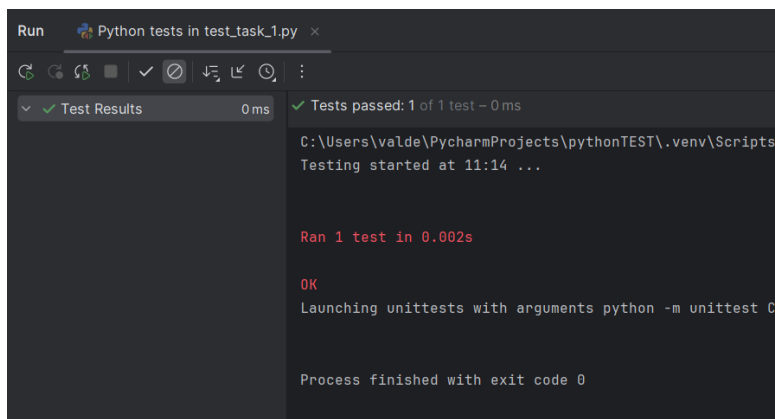 Run Python tests in test_task_1.py ×
Test Results 0 ms
Tests passed: 1 of 1 test – 0 ms
C:\Users\valde\PycharmProjects\pythonTEST\.venv\Scripts
Testing started at 11:14 ...
Ran 1 test in 0.002s
OK
Launching unittests with arguments python -m unittest C
Process finished with exit code 0